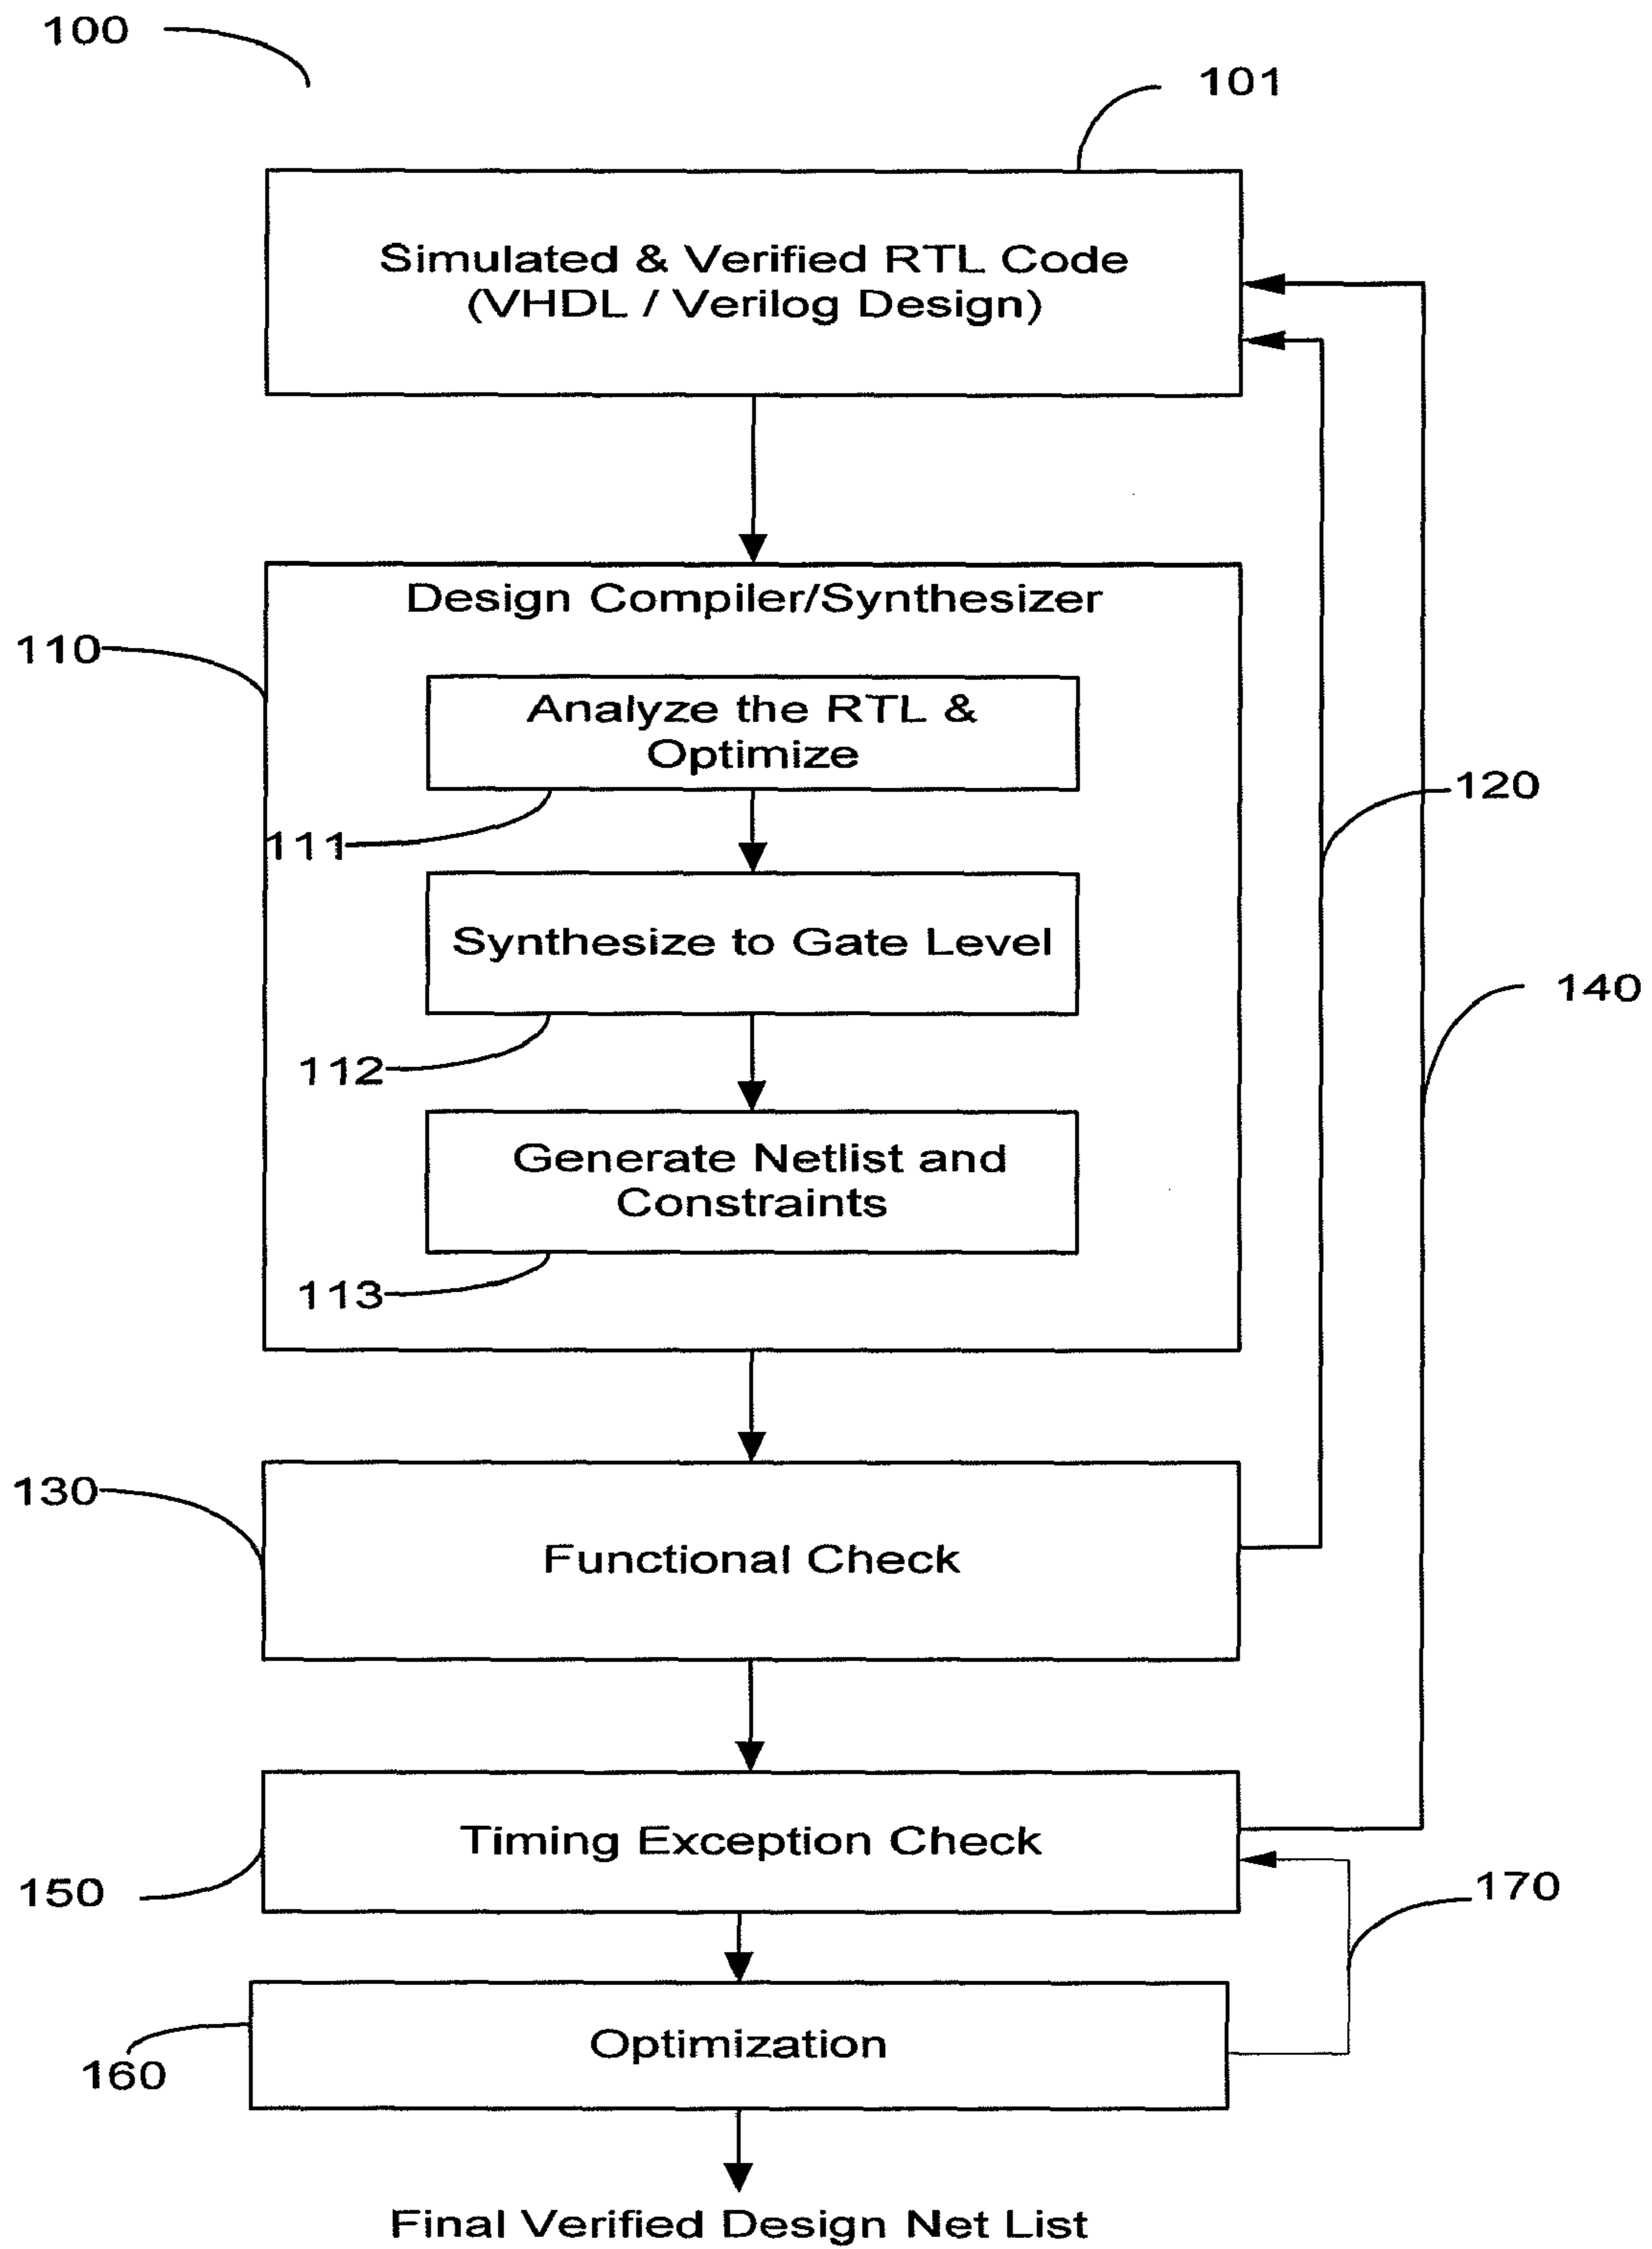 100
101
Simulated & Verified RTL Code
(VHDL / Verilog Design)
Design Compiler/Synthesizer
110
Analyze the RTL &
Optimize
120
111
Synthesize to Gate Level
140
112
Generate Netlist and
Constraints
113
130
Functional Check
Timing Exception Check
150
170
Optimization
160
Final Verified Design Net List